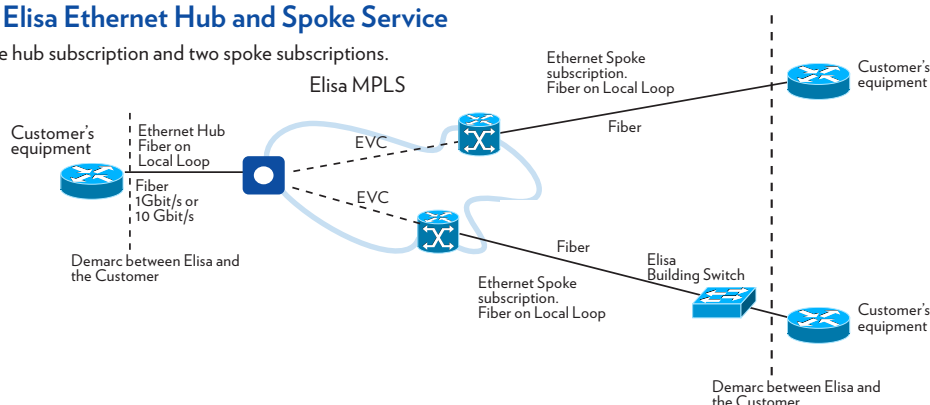 Elisa Ethernet Hub and Spoke Service
e hub subscription and two spoke subscriptions.
Elisa MPLS
Ethernet Spoke
subscription.
Fiber on Local Loop
Customer's
equipment
Fiber
Customer's
equipment
Ethernet Hub
Fiber on
Local Loop
EVC
Fiber
1Gbit/s or
10 Gbit/s
EVC
Demarc between Elisa and
the Customer
Fiber
Elisa
Building Switch
Ethernet Spoke
subscription.
Fiber on Local Loop
Customer's
equipment
Demarc between Elisa and
the Customer